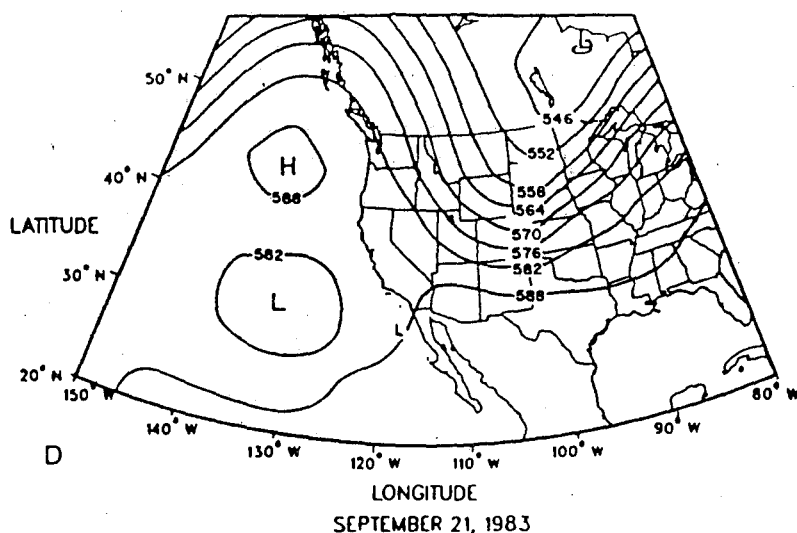 50° N
546
552
H
588
40° N
558
564
LATITUDE
570
582
576
582
30° N
588
L
L
20° N
150° W
80° W
140° W
90° W
130° W
120° W
110° W
100° W
D
LONGITUDE
SEPTEMBER 21, 1983